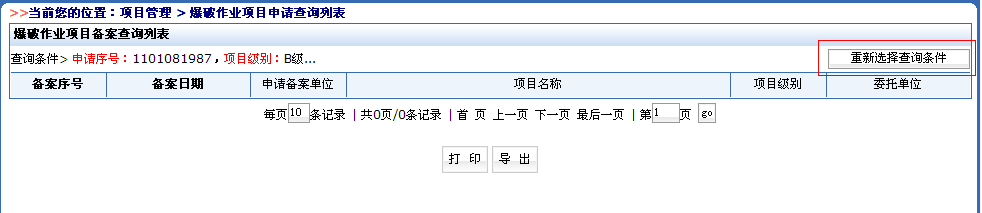 >>当前您的位置：项目管理 > 爆破作业项目申请查询列表
爆破作业项目备案查询列表
查询条件> 申请序号：1101081987，项目级别：B级... 重新选择查询条件
备案序号 备案日期 申请备案单位 项目名称 项目级别 委托单位
每页10条记录 | 共0页/0条记录 | 首 页 上一页 下一页 最后一页 | 第1页 go
打 印 导 出